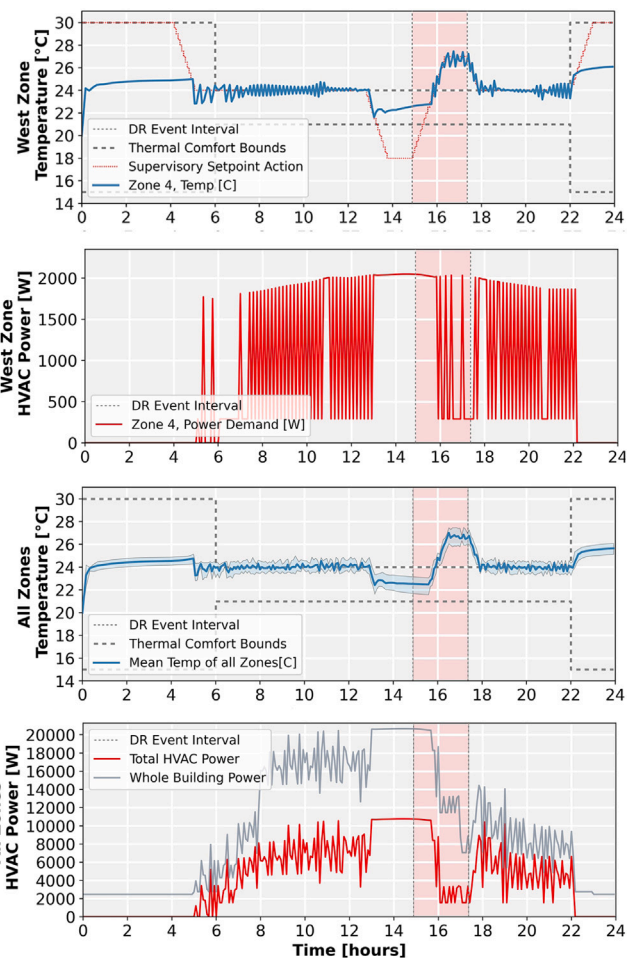 West Zone
Temperature [°C]
30
28
26
24
22
20
18
16
14
DR Event Interval
Thermal Comfort Bounds
Supervisory Setpoint Action
Zone 4, Temp [C]
0 2 4 6 8 10 12 14 16 18 20 22 24
West Zone
HVAC Power [W]
2000
1500
1000
500
0
DR Event Interval
Zone 4, Power Demand [W]
0 2 4 6 8 10 12 14 16 18 20 22 24
All Zones
Temperature [°C]
30
28
26
24
22
20
18
16
14
DR Event Interval
Thermal Comfort Bounds
Mean Temp of all Zones[C]
0 2 4 6 8 10 12 14 16 18 20 22 24
HVAC Power [W]
20000
18000
16000
14000
12000
10000
8000
6000
4000
2000
0
DR Event Interval
Total HVAC Power
Whole Building Power
0 2 4 6 8 10 12 14 16 18 20 22 24
Time [hours]